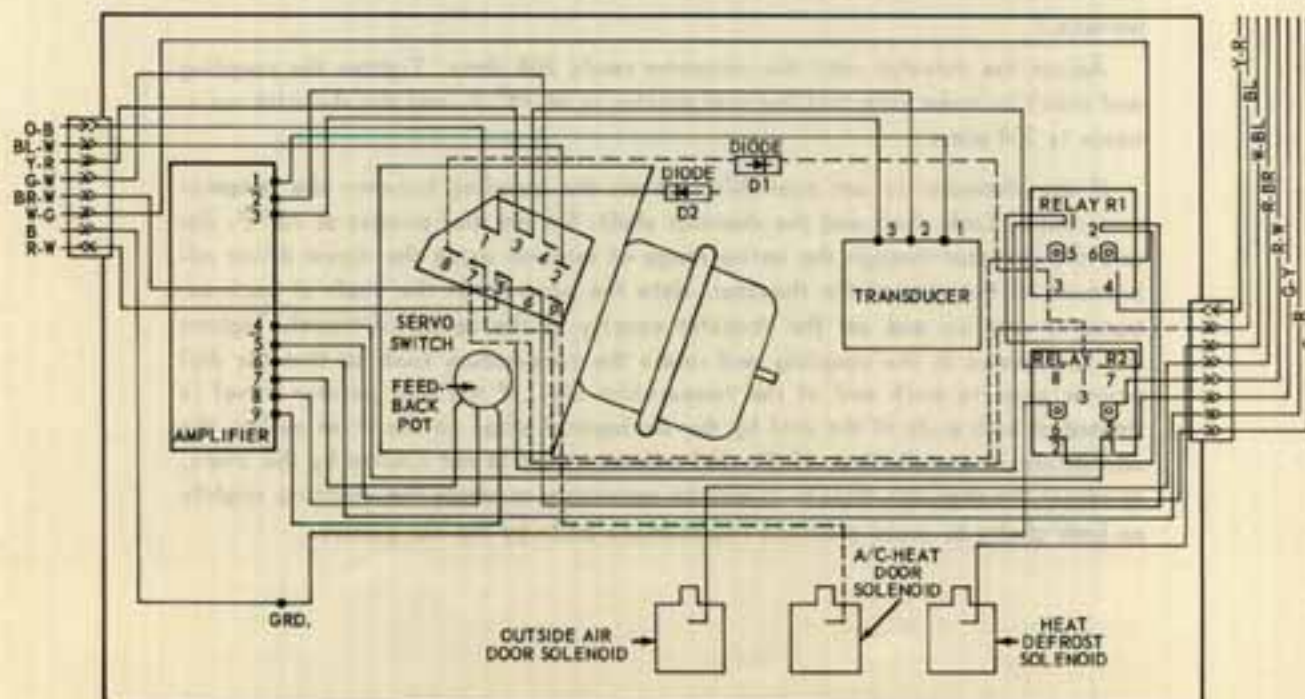 O-B
BL-W
Y-R
G-W
BR-W
W-G
B
R-W
AMPLIFIER
1
2
3
4
5
6
7
8
9
SERVO
SWITCH
FEED-
BACK
POT
1 3 4 2
8 7 5 6 9
DIODE
D1
DIODE
D2
TRANSDUCER
3 2 1
RELAY R1
1 2
5 6
3 4
RELAY R2
8 7
3
6 5
2
Y-R
BL
W-BL
R-BR
R-W
G-Y
R
GRD.
OUTSIDE AIR
DOOR SOLENOID
A/C-HEAT
DOOR
SOLENOID
HEAT
DEFROST
SOLENOID